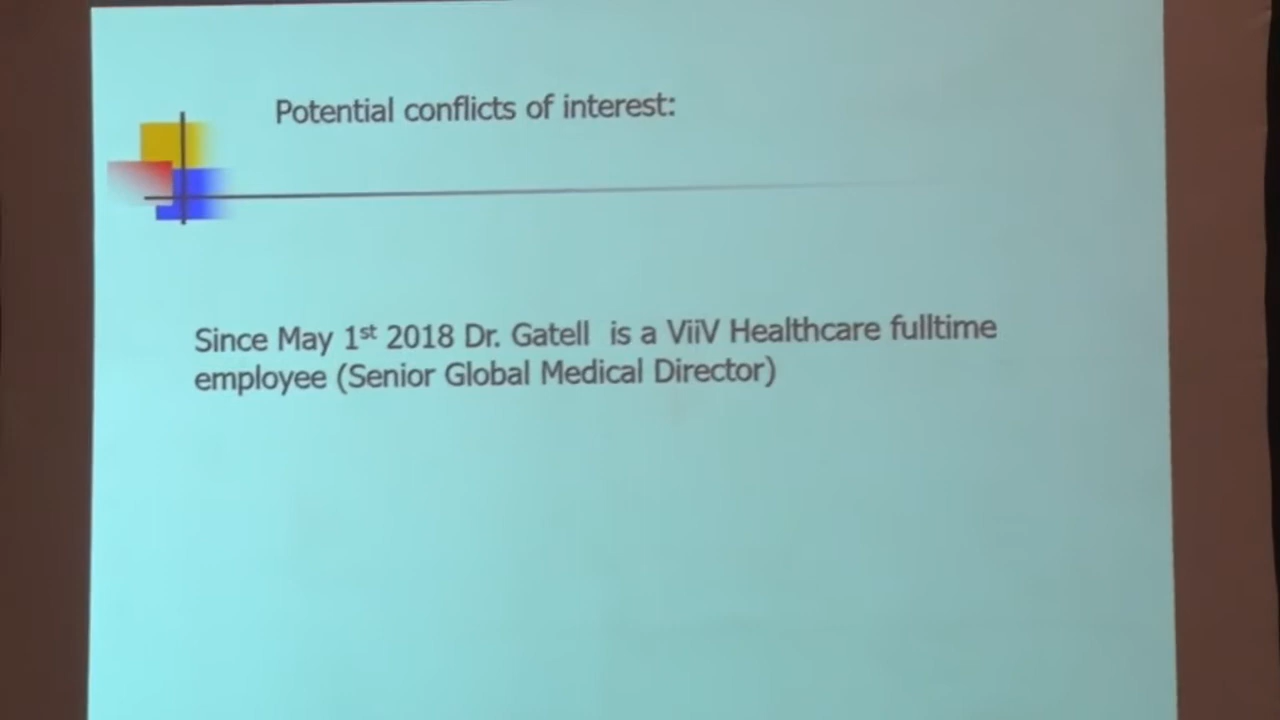 Potential conflicts of interest:
Since May 1st 2018 Dr. Gatell is a ViiV Healthcare fulltime
employee (Senior Global Medical Director)